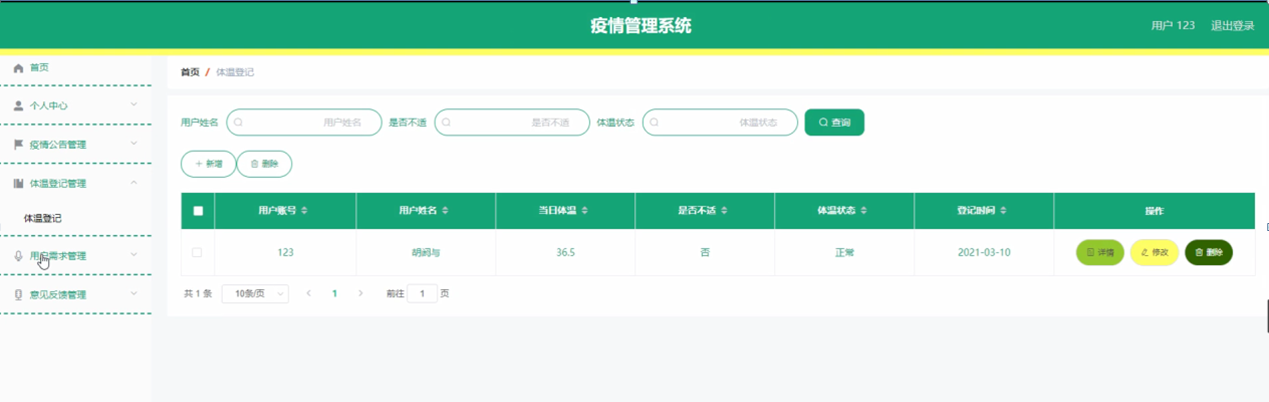 疫情管理系统
用户 123 退出登录
首页
个人中心
疫情公告管理
体温登记管理
体温登记
用户需求管理
意见反馈管理
首页 / 体温登记
用户姓名 用户姓名 是否不适 是否不适 体温状态 体温状态 查询
+ 新增 删除
用户账号 用户姓名 当日体温 是否不适 体温状态 登记时间 操作
123 36.5 否 正常 2021-03-10 详情 修改 删除
共 1 条 10条/页 1 前往 1 页